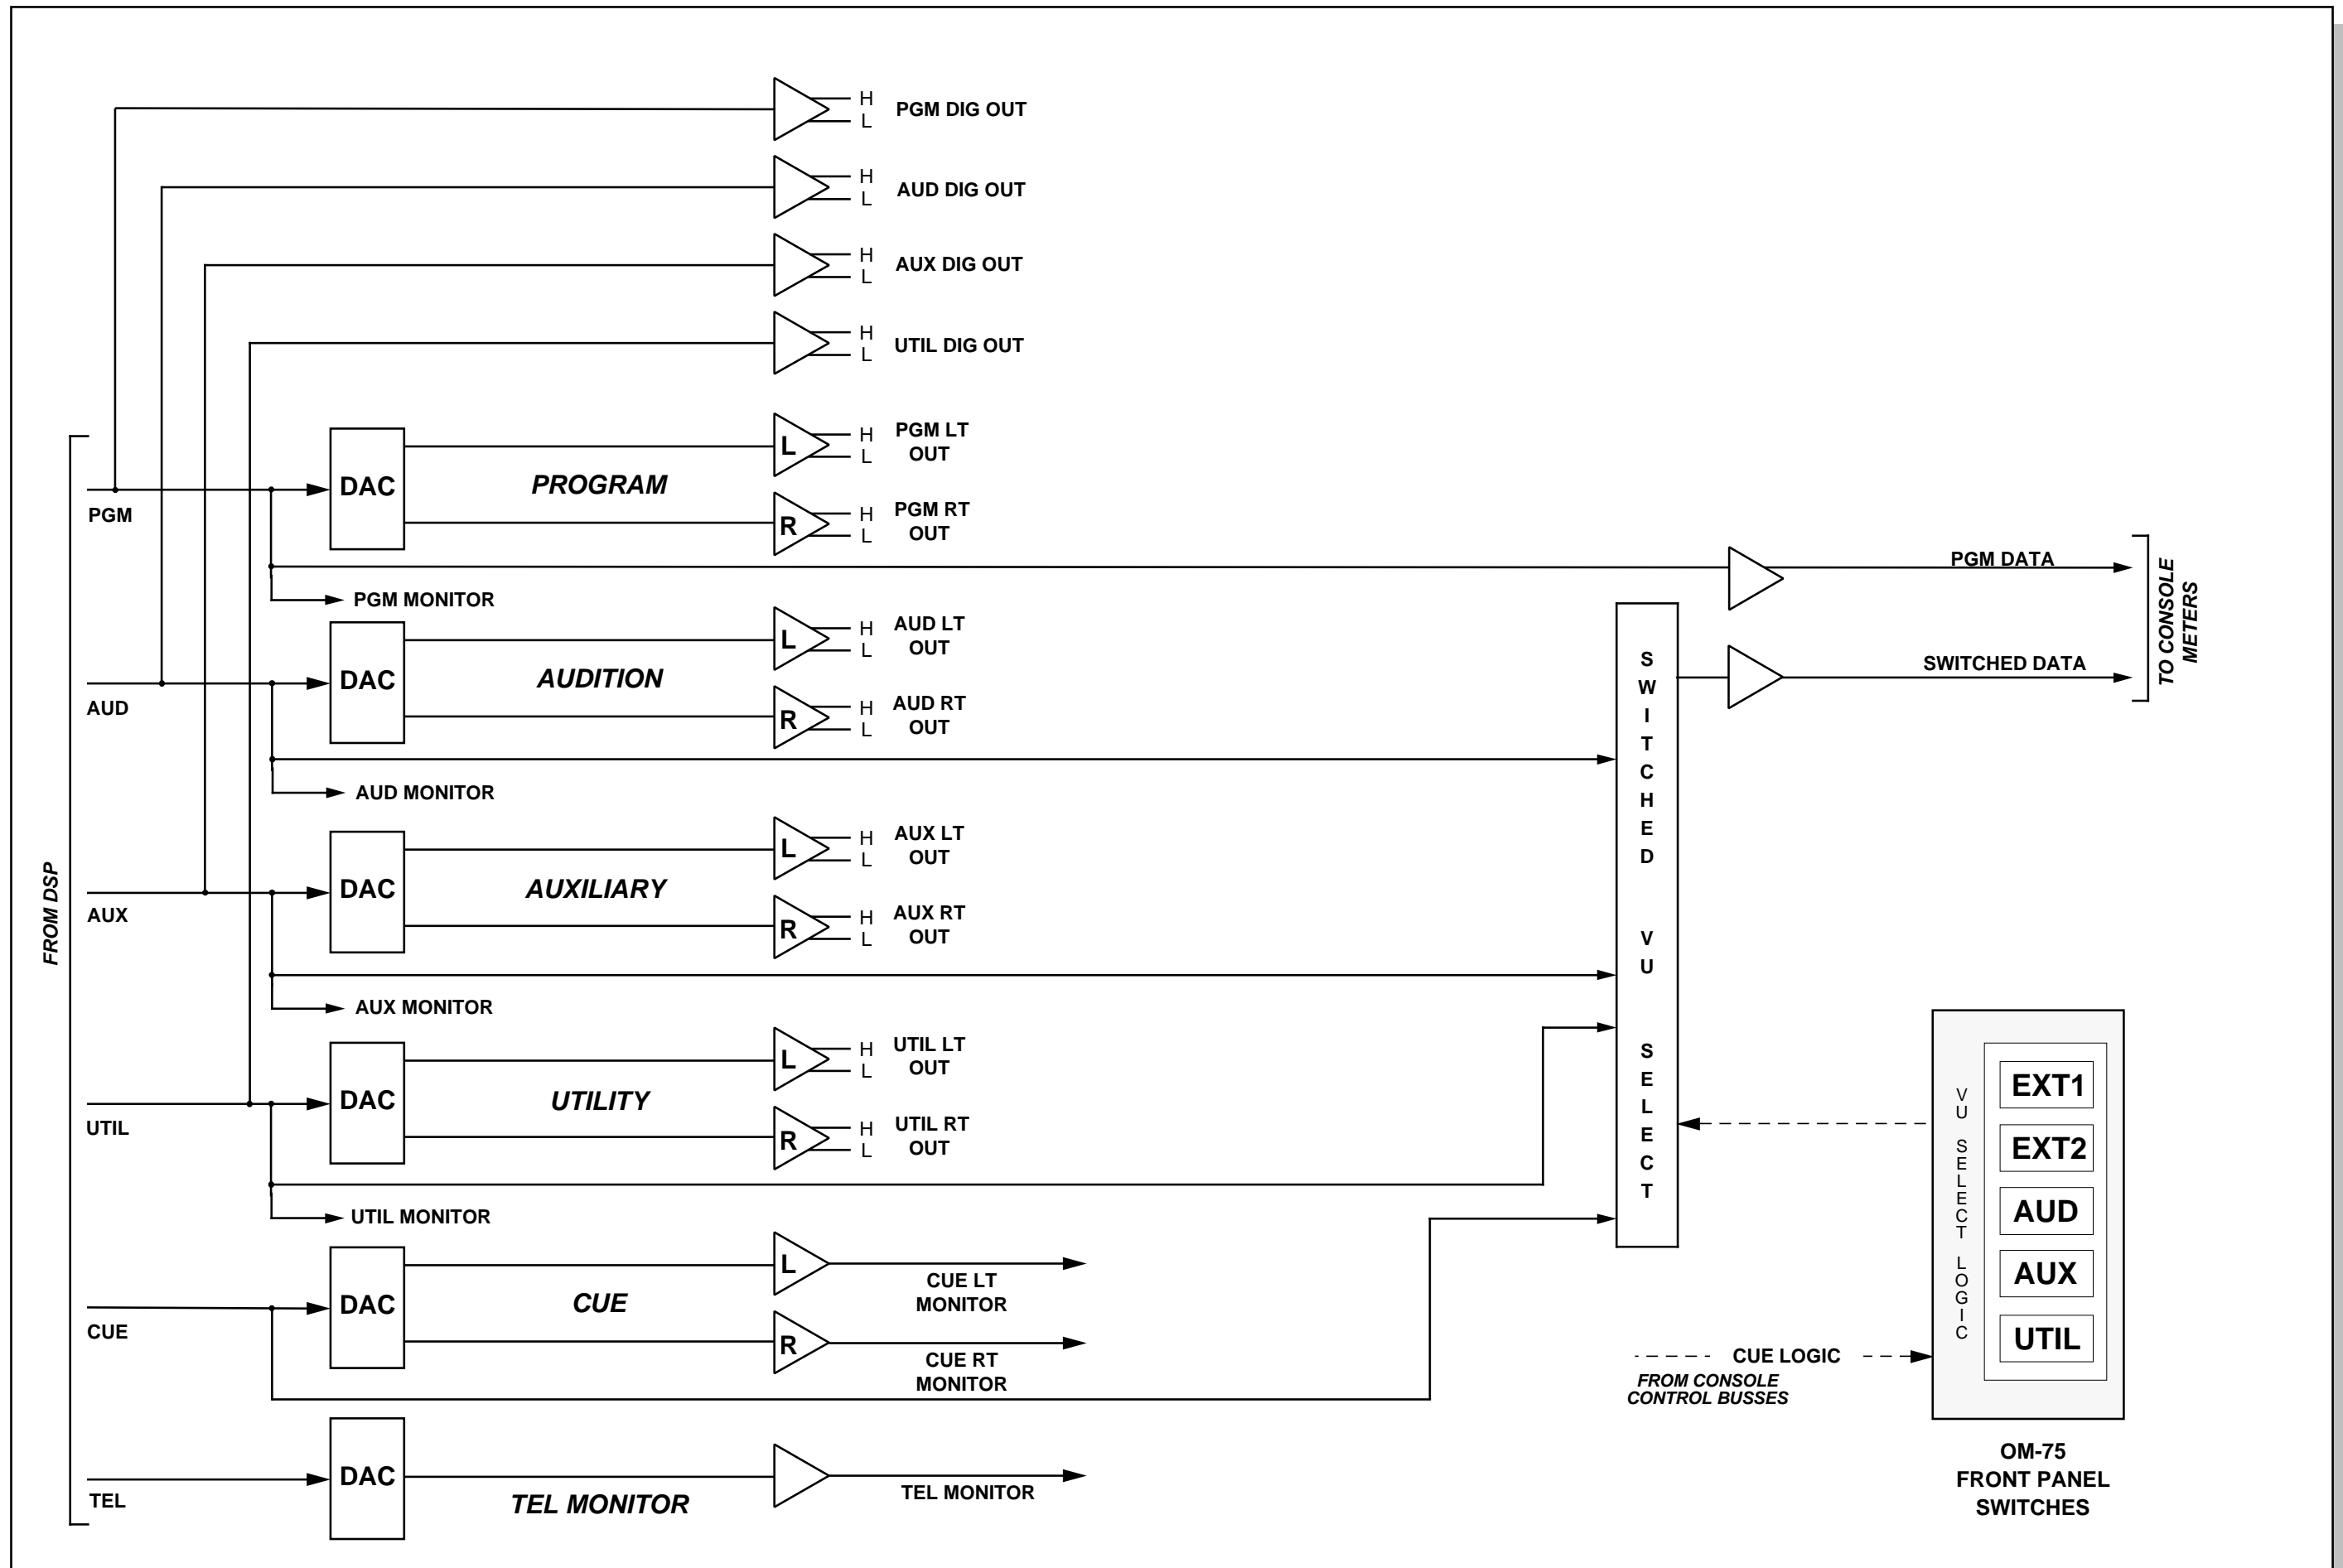 H
L
PGM DIG OUT
H
L
AUD DIG OUT
H
L
AUX DIG OUT
H
L
UTIL DIG OUT
FROM DSP
PGM
DAC
PROGRAM
L
H
L
PGM LT
OUT
R
H
L
PGM RT
OUT
PGM MONITOR
PGM DATA
SWITCHED DATA
TO CONSOLE
METERS
AUD
DAC
AUDITION
L
H
L
AUD LT
OUT
R
H
L
AUD RT
OUT
AUD MONITOR
SWITCHED VU SELECT
AUX
DAC
AUXILIARY
L
H
L
AUX LT
OUT
R
H
L
AUX RT
OUT
AUX MONITOR
UTIL
DAC
UTILITY
L
H
L
UTIL LT
OUT
R
H
L
UTIL RT
OUT
UTIL MONITOR
CUE
DAC
CUE
L
CUE LT
MONITOR
R
CUE RT
MONITOR
TEL
DAC
TEL MONITOR
TEL MONITOR
VU SELECT LOGIC
EXT1
EXT2
AUD
AUX
UTIL
CUE LOGIC
FROM CONSOLE
CONTROL BUSSES
OM-75
FRONT PANEL
SWITCHES